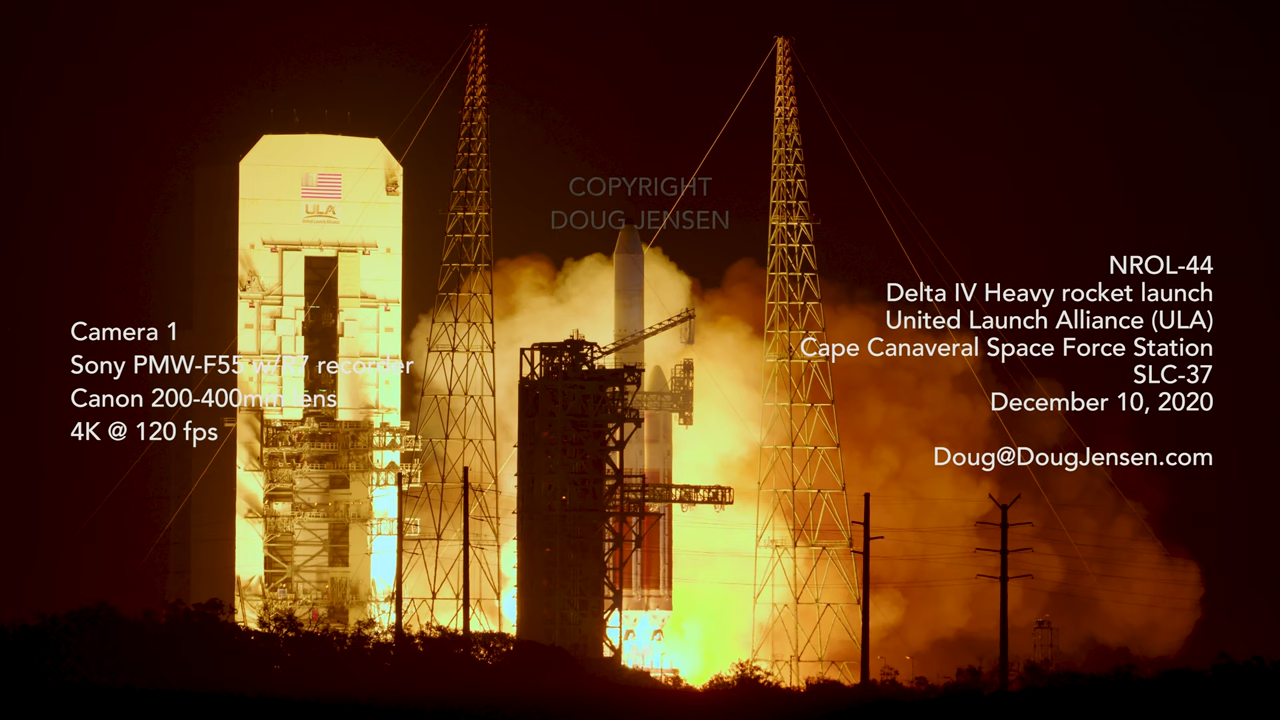 ULA
COPYRIGHT
DOUG JENSEN
Camera 1
Sony PMW-F55 w/R7 recorder
Canon 200-400mm lens
4K @ 120 fps
NROL-44
Delta IV Heavy rocket launch
United Launch Alliance (ULA)
Cape Canaveral Space Force Station
SLC-37
December 10, 2020
Doug@DougJensen.com